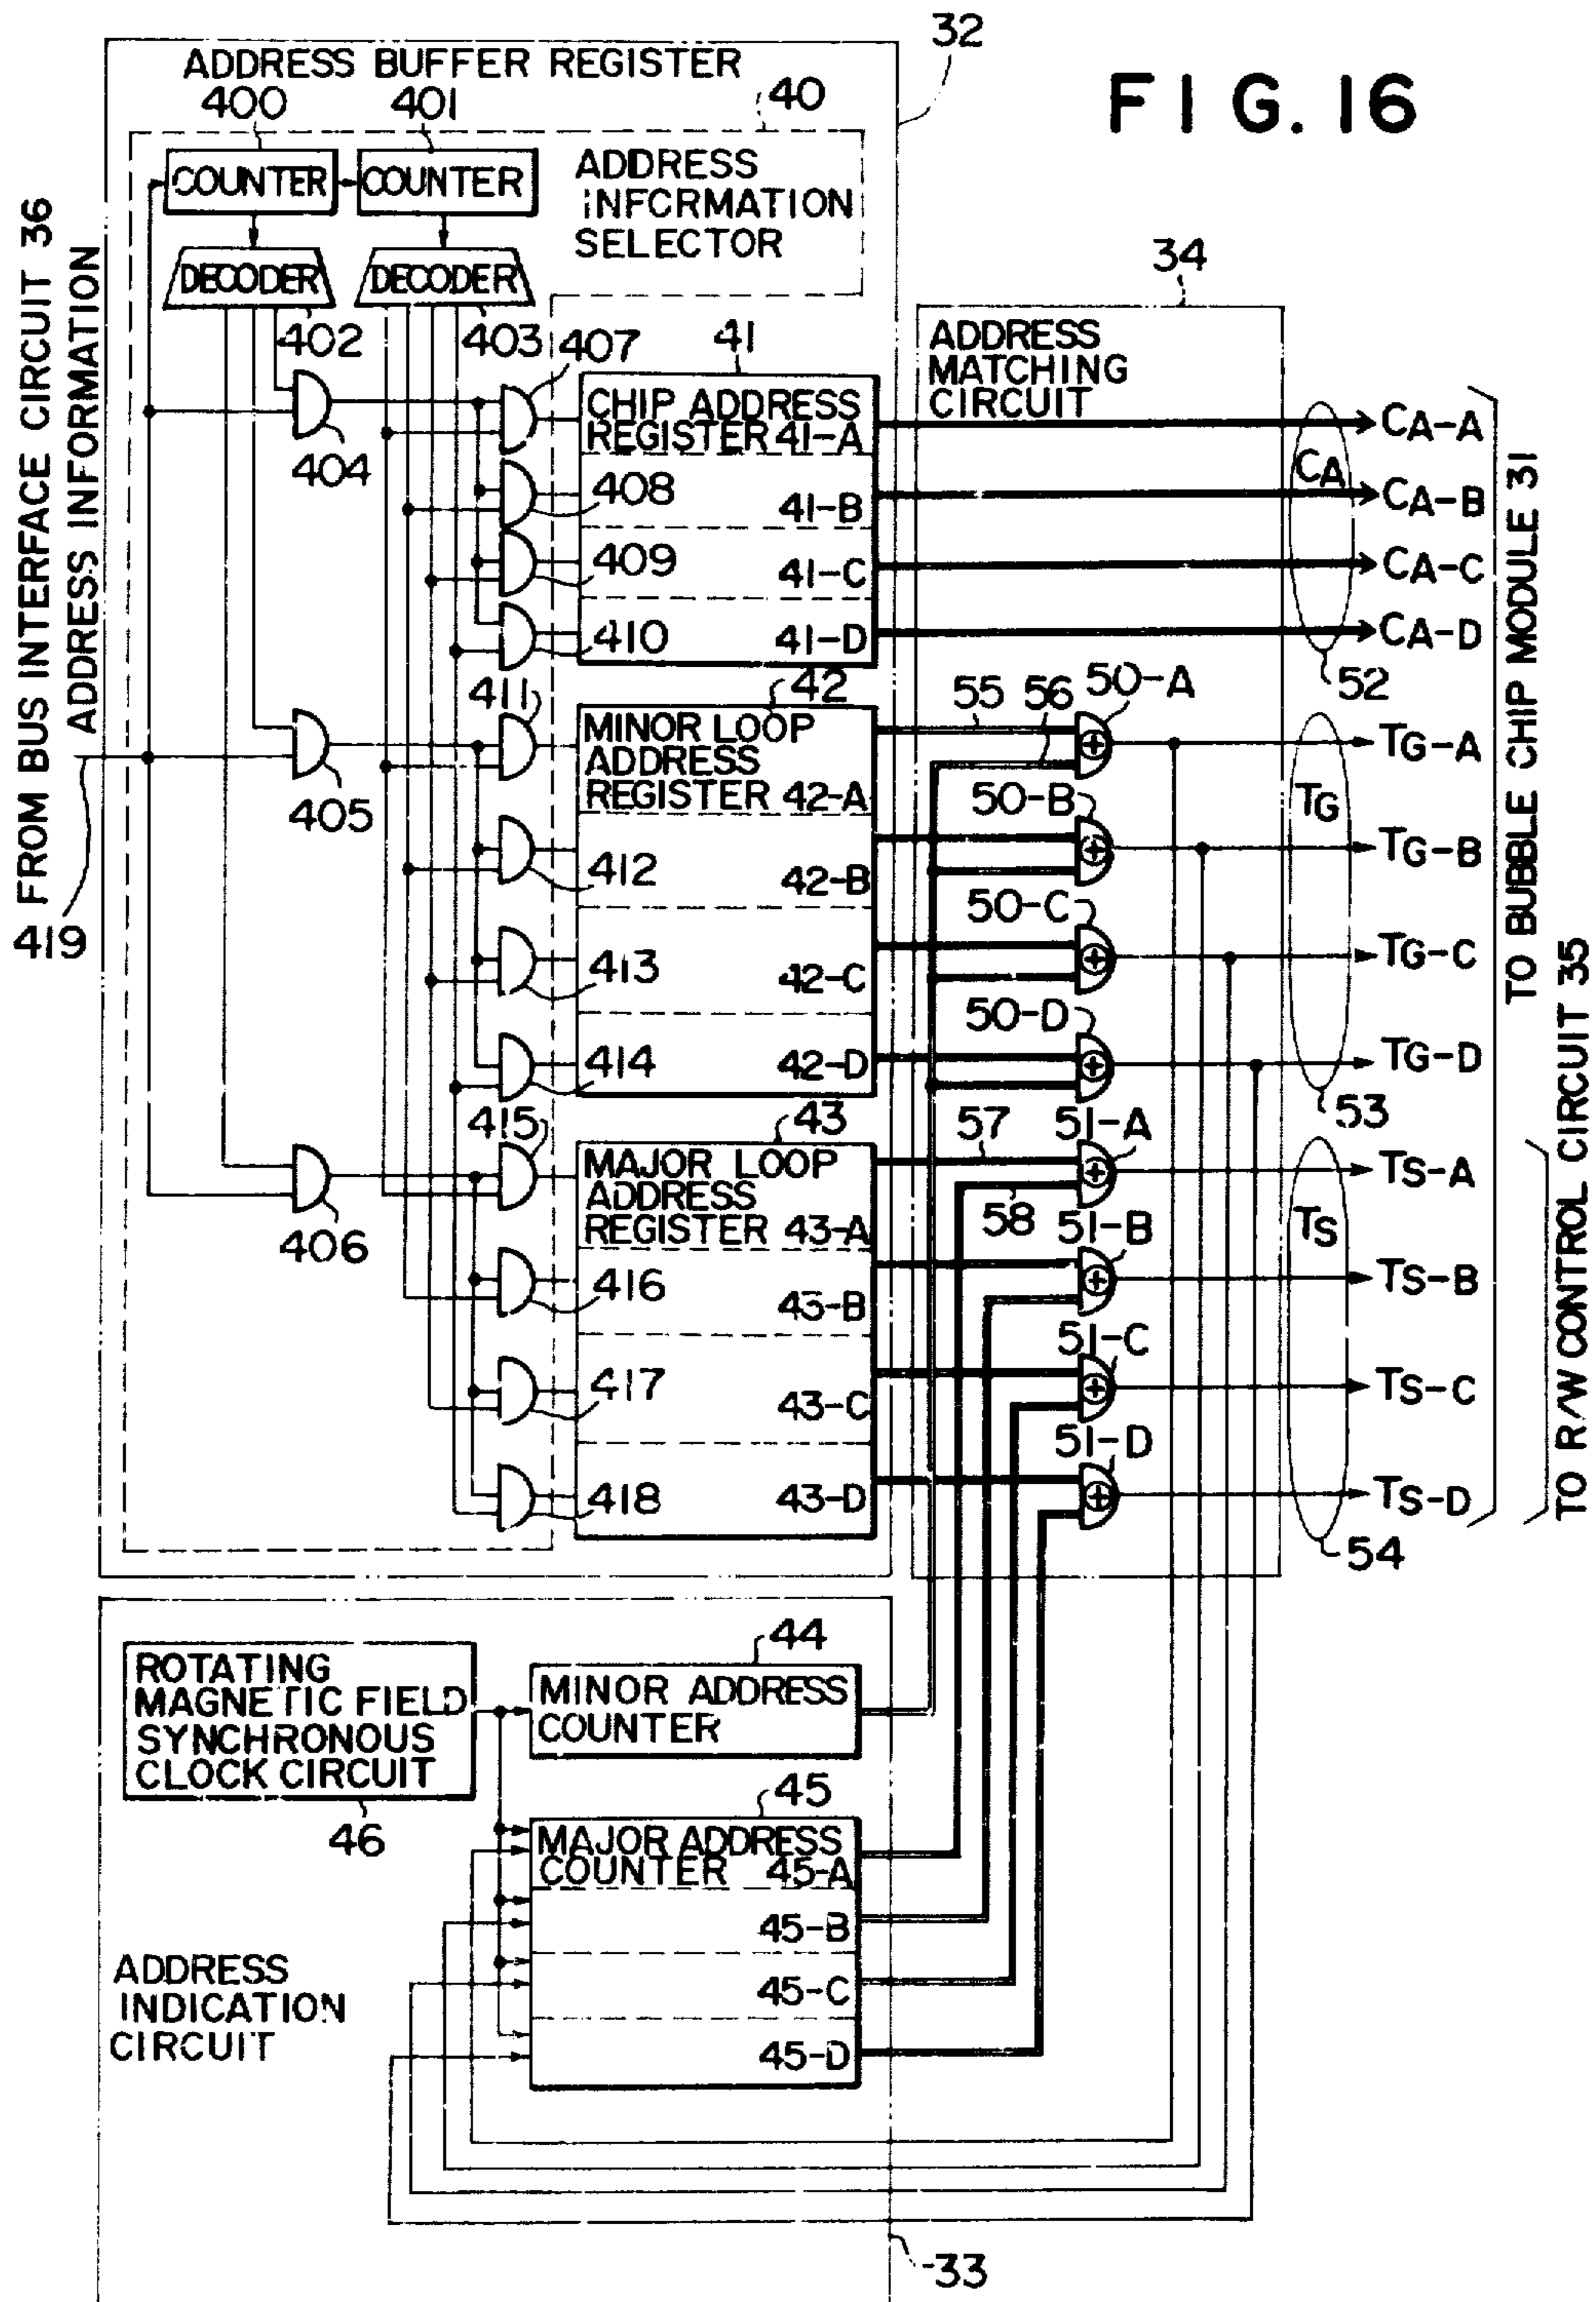 FIG. 16
32
ADDRESS BUFFER REGISTER
400
401
40
COUNTER
COUNTER
ADDRESS
INFCRMATION
SELECTOR
DECODER
DECODER
402
403
FROM BUS INTERFACE CIRCUIT 36
ADDRESS INFORMATION
419
404
405
406
407
408
409
410
411
412
413
414
415
416
417
418
41
CHIP ADDRESS
REGISTER 41-A
41-B
41-C
41-D
42
MINOR LOOP
ADDRESS
REGISTER 42-A
42-B
42-C
42-D
43
MAJOR LOOP
ADDRESS
REGISTER 43-A
43-B
43-C
43-D
34
ADDRESS
MATCHING
CIRCUIT
55
56
50-A
50-B
50-C
50-D
57
58
51-A
51-B
51-C
51-D
CA
CA-A
CA-B
CA-C
CA-D
52
TG
TG-A
TG-B
TG-C
TG-D
53
TS
TS-A
TS-B
TS-C
TS-D
54
TO BUBBLE CHIP MODULE 31
TO R/W CONTROL CIRCUIT 35
ROTATING
MAGNETIC FIELD
SYNCHRONOUS
CLOCK CIRCUIT
46
44
MINOR ADDRESS
COUNTER
45
MAJOR ADDRESS
COUNTER 45-A
45-B
45-C
45-D
ADDRESS
INDICATION
CIRCUIT
33